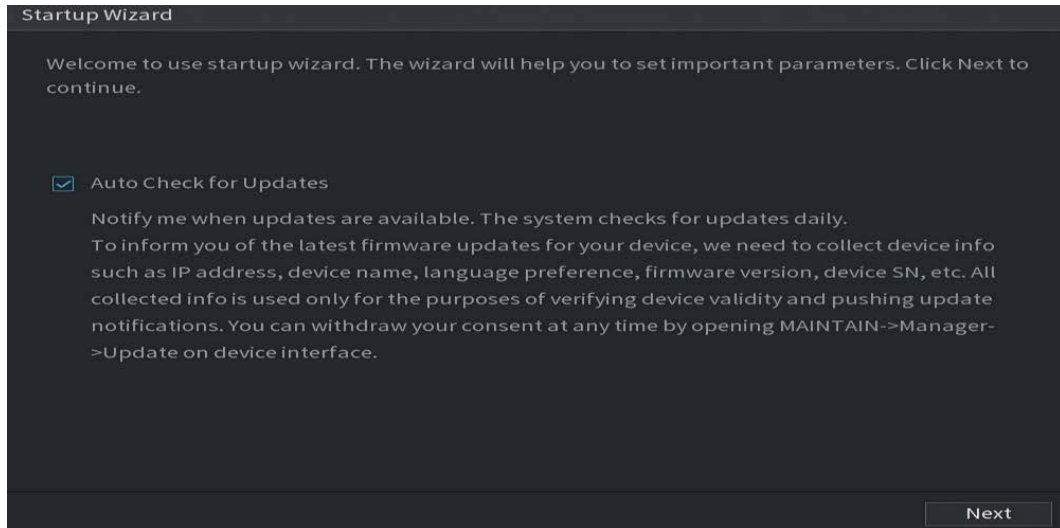 Startup Wizard
Welcome to use startup wizard. The wizard will help you to set important parameters. Click Next to
continue.
Auto Check for Updates
Notify me when updates are available. The system checks for updates daily.
To inform you of the latest firmware updates for your device, we need to collect device info
such as IP address, device name, language preference, firmware version, device SN, etc. All
collected info is used only for the purposes of verifying device validity and pushing update
notifications. You can withdraw your consent at any time by opening MAINTAIN->Manager-
>Update on device interface.
Next